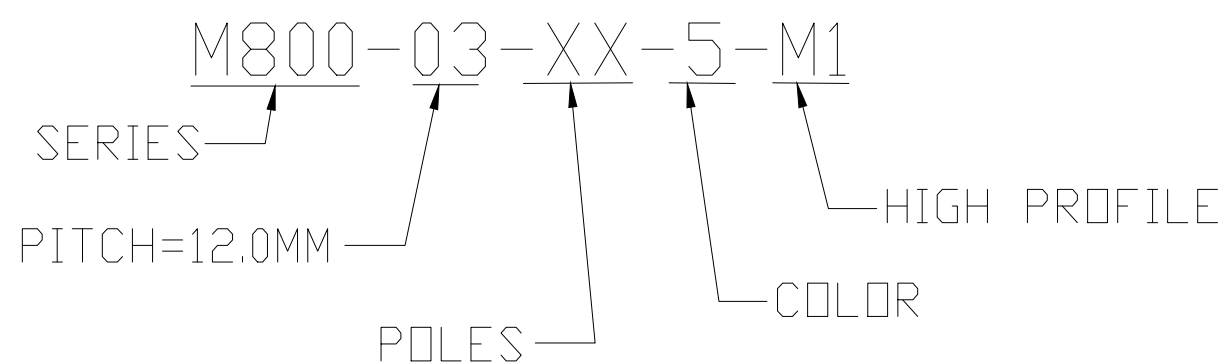 M800-03-XX-5-M1
SERIES
HIGH PROFILE
PITCH=12.0MM
COLOR
POLES